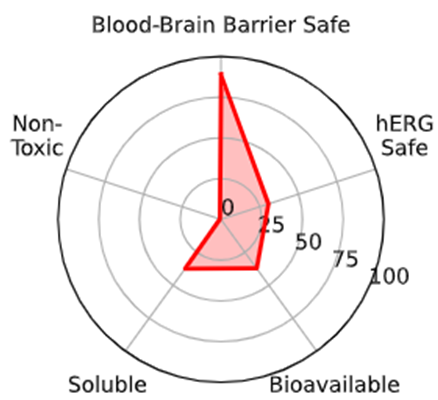 Blood-Brain Barrier Safe
Non-
Toxic
hERG
Safe
0
25
50
75
100
Soluble
Bioavailable